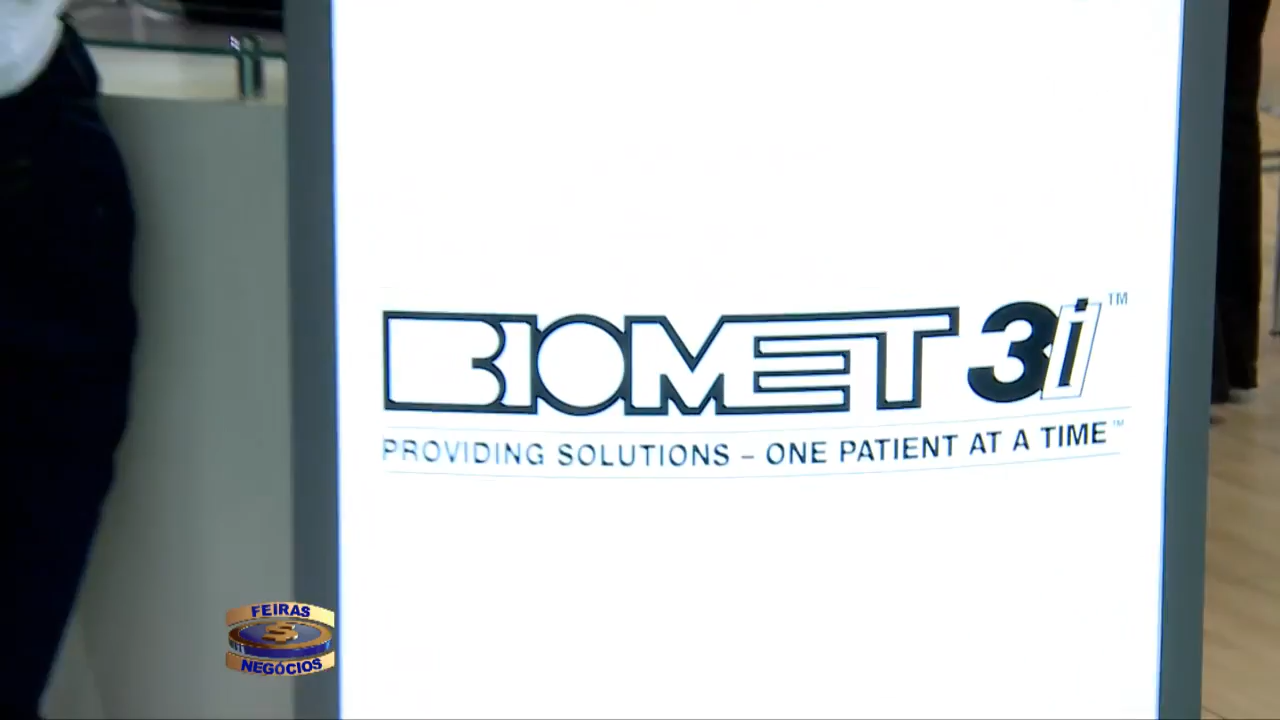 BIOMET 3i™
PROVIDING SOLUTIONS – ONE PATIENT AT A TIME™
FEIRAS
$
NEGÓCIOS